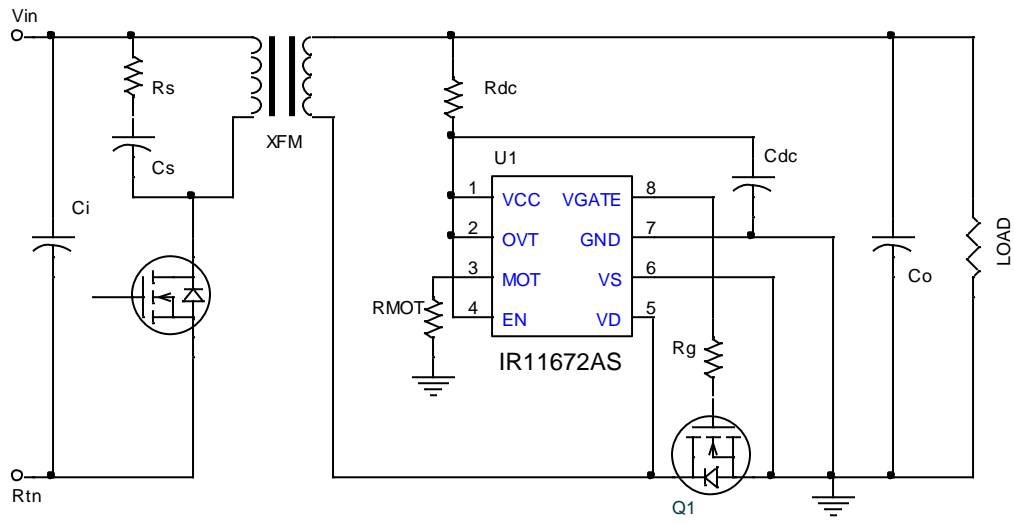 Vin
Rs
Cs
Ci
Rtn
XFM
Rdc
Cdc
U1
1 VCC VGATE 8
2 OVT GND 7
3 MOT VS 6
4 EN VD 5
IR11672AS
RMOT
Rg
Q1
Co
LOAD